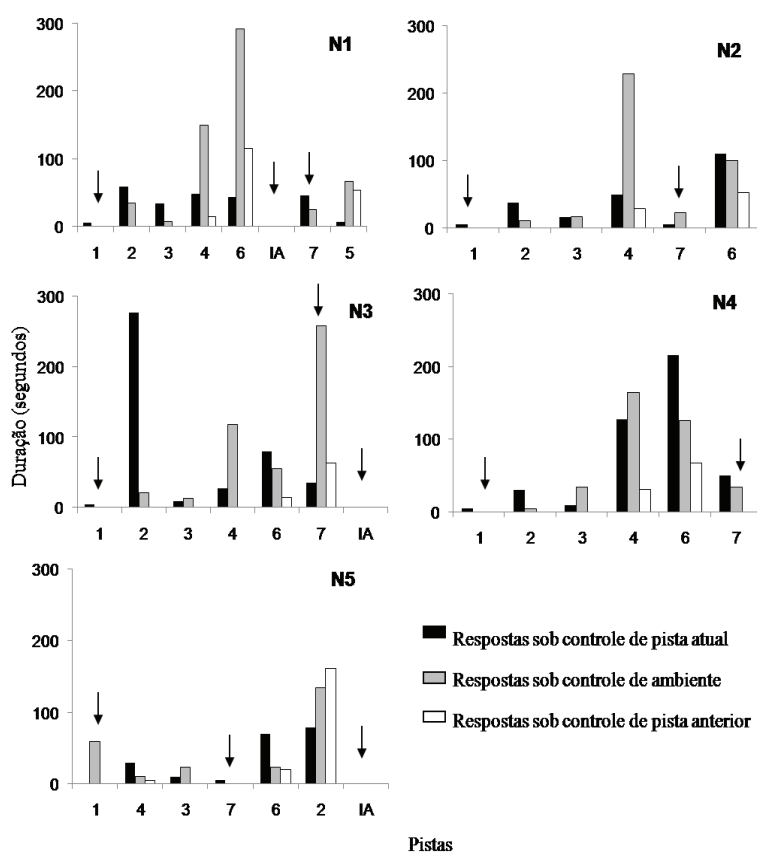 N1
300
200
100
0
1 2 3 4 6 IA 7 5
N2
300
200
100
0
1 2 3 4 7 6
Duração (segundos)
N3
300
200
100
0
1 2 3 4 6 7 IA
N4
300
200
100
0
1 2 3 4 6 7
N5
300
200
100
0
1 4 3 7 6 2 IA
Respostas sob controle de pista atual
Respostas sob controle de ambiente
Respostas sob controle de pista anterior
Pistas